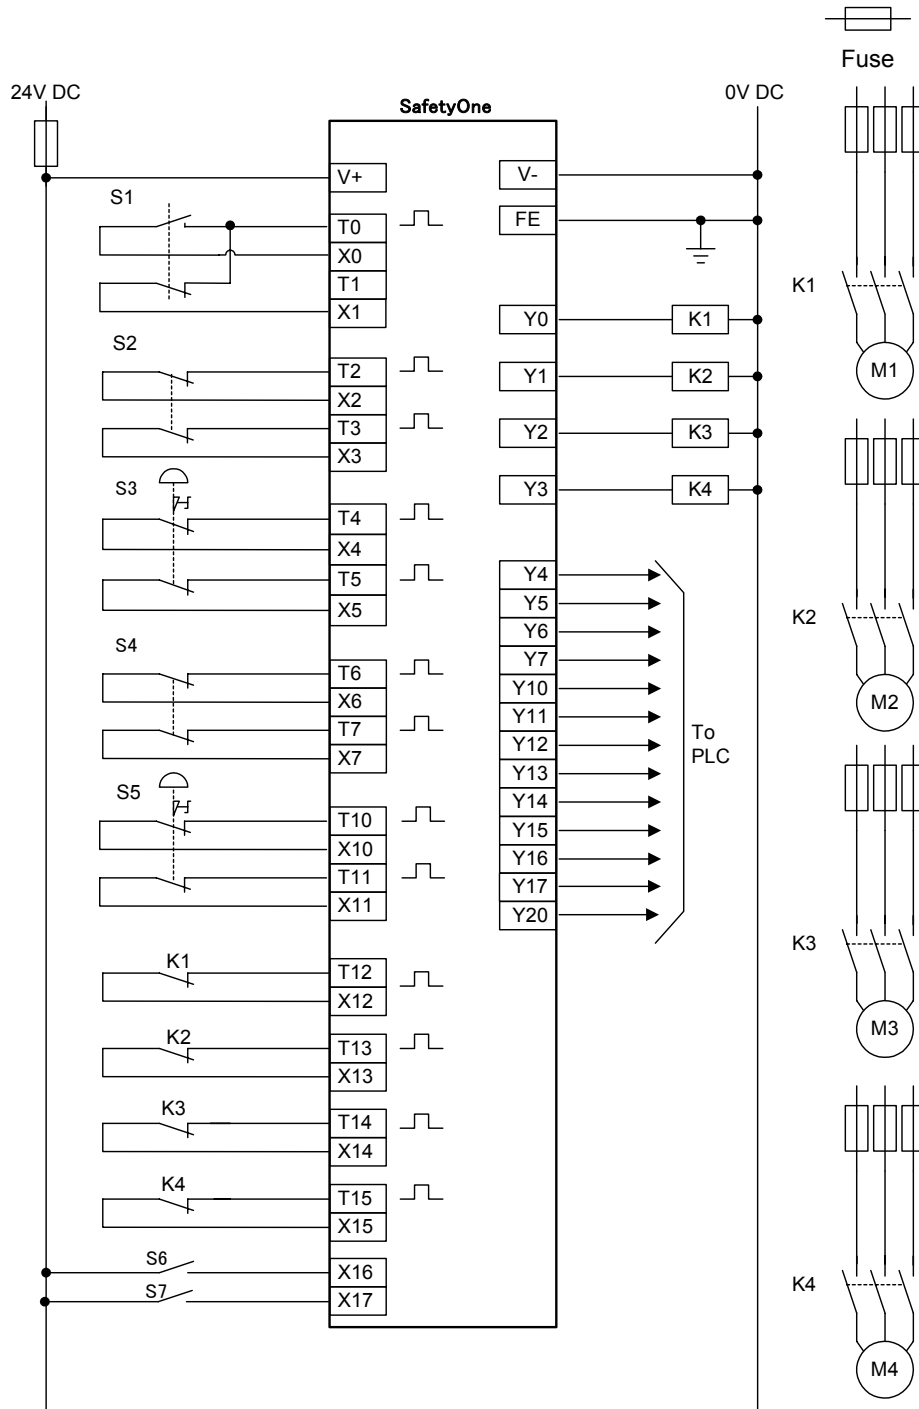 Fuse
24V DC
0V DC
SafetyOne
V+
V-
S1
T0
FE
X0
T1
X1
K1
Y0
K1
S2
M1
T2
Y1
K2
X2
T3
Y2
K3
X3
S3
Y3
K4
T4
X4
T5
Y4
X5
Y5
K2
Y6
S4
Y7
T6
Y10
M2
X6
Y11
T7
Y12
To
PLC
X7
Y13
S5
Y14
T10
Y15
X10
Y16
T11
Y17
X11
Y20
K3
K1
T12
X12
M3
K2
T13
X13
K3
T14
X14
K4
T15
X15
S6
X16
K4
S7
X17
M4